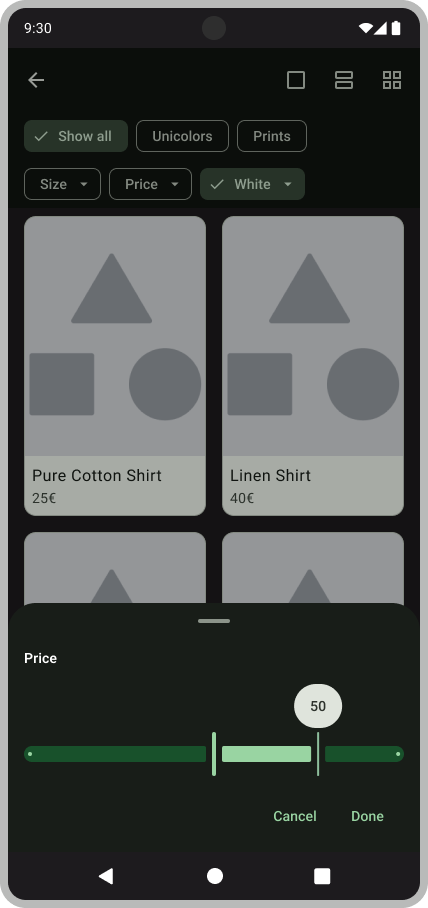 9:30
Show all
Unicolors
Prints
Size
Price
White
Pure Cotton Shirt
25€
Linen Shirt
40€
Price
50
Cancel
Done